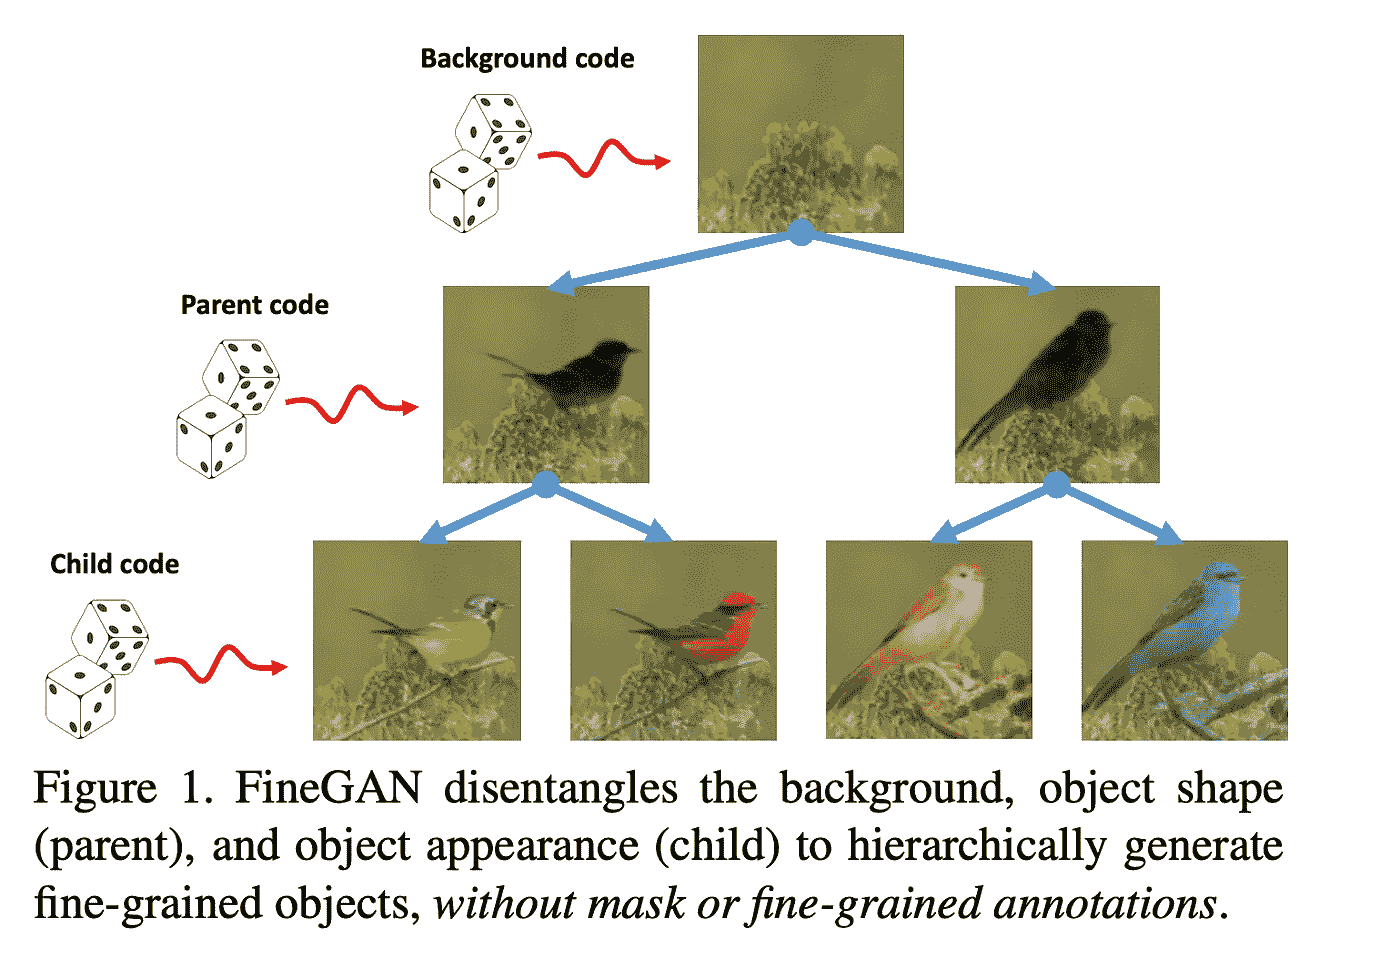 Background code
Parent code
Child code
Figure 1. FineGAN disentangles the background, object shape
(parent), and object appearance (child) to hierarchically generate
fine-grained objects, without mask or fine-grained annotations.